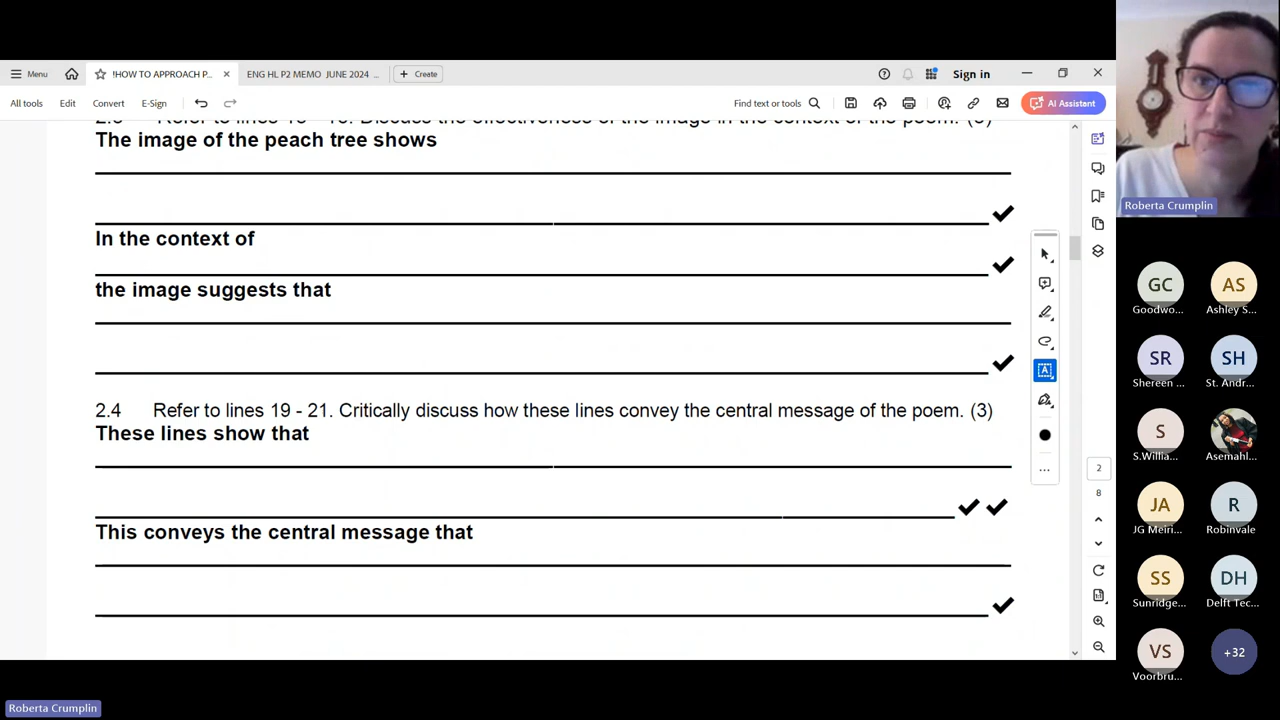 Menu
!HOW TO APPROACH P...
ENG HL P2 MEMO JUNE 2024 ...
Create
Sign in
All tools
Edit
Convert
E-Sign
Find text or tools
AI Assistant
The image of the peach tree shows
In the context of
the image suggests that
2.4 Refer to lines 19 - 21. Critically discuss how these lines convey the central message of the poem. (3)
These lines show that
This conveys the central message that
2
8
Roberta Crumplin
GC
Goodwo...
AS
Ashley S...
SR
Shereen ...
SH
St. Andr...
S
S.Willia...
Asemahl...
JA
JG Meiri...
R
Robinvale
SS
Sunridge...
DH
Delft Tec...
VS
Voorbru...
+32
Roberta Crumplin